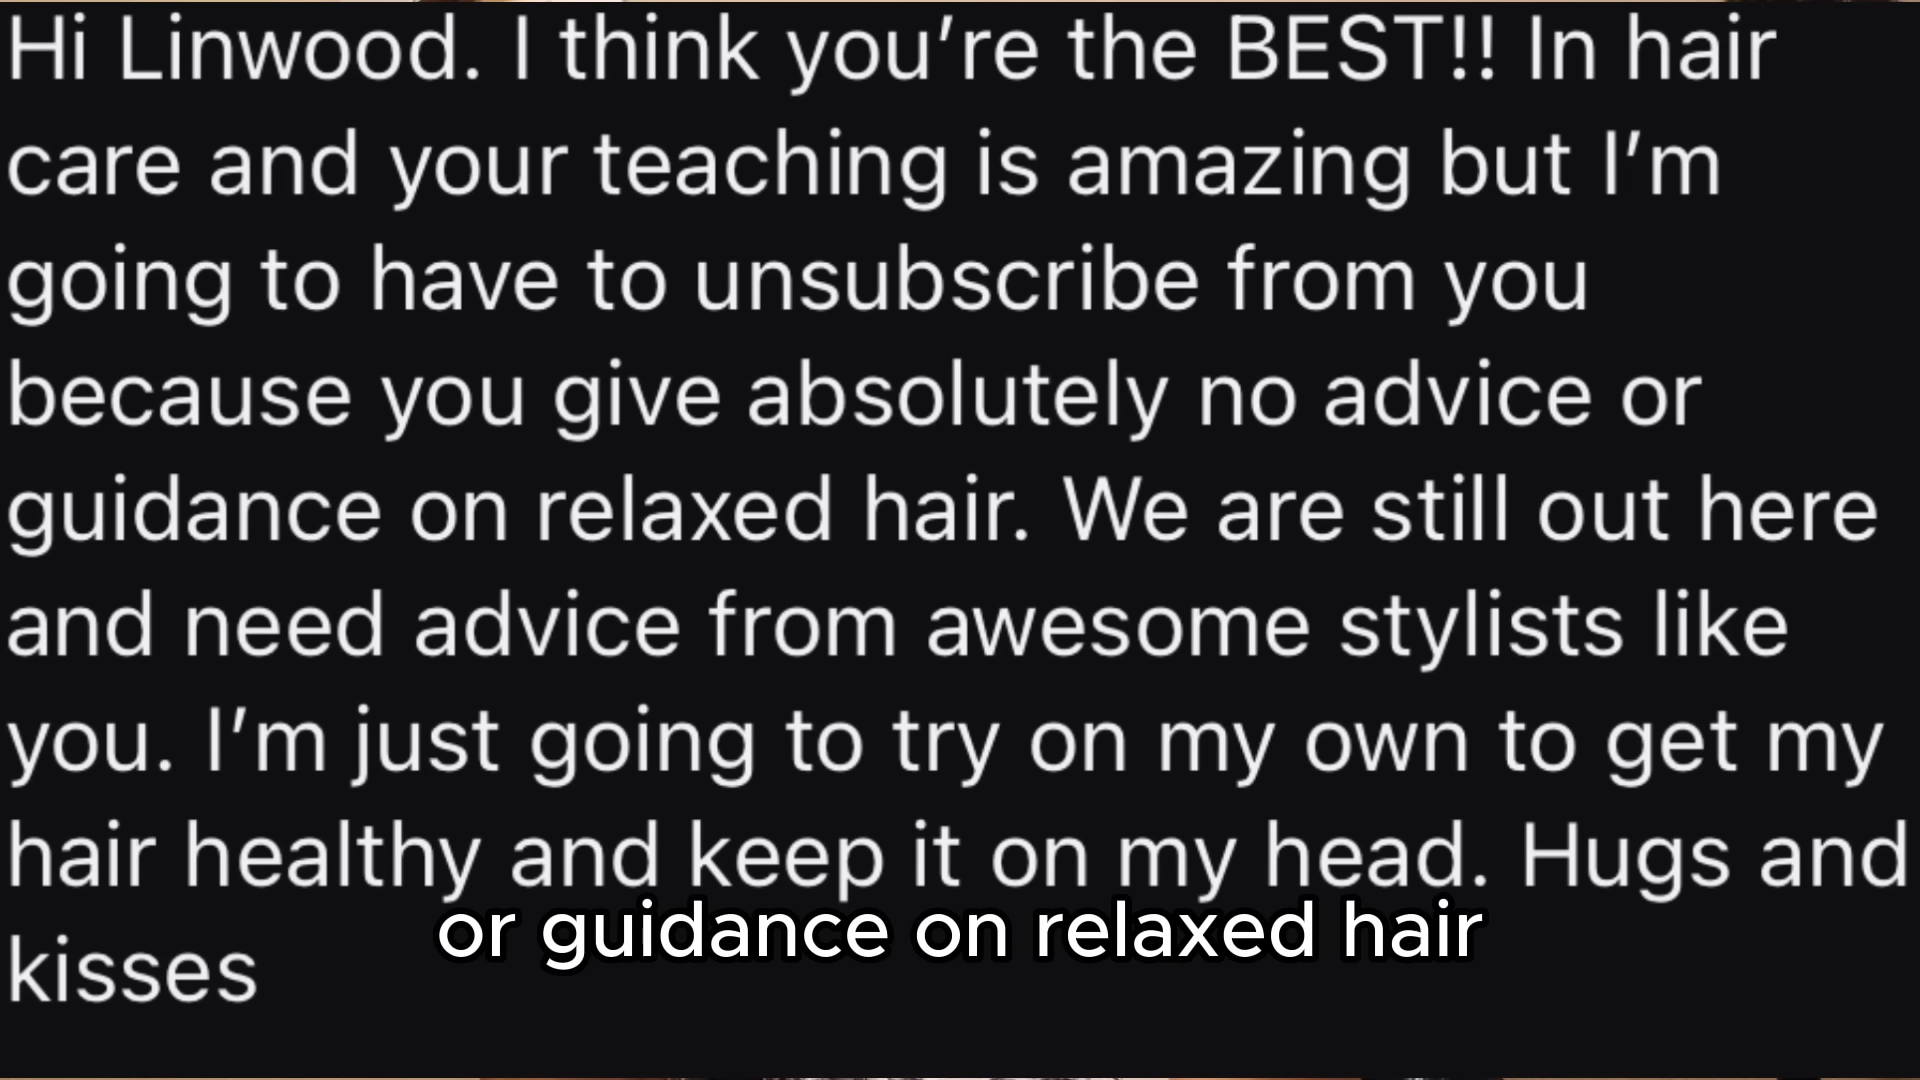 Hi Linwood. I think you're the BEST!! In hair
care and your teaching is amazing but I'm
going to have to unsubscribe from you
because you give absolutely no advice or
guidance on relaxed hair. We are still out here
and need advice from awesome stylists like
you. I'm just going to try on my own to get my
hair healthy and keep it on my head. Hugs and
kisses
or guidance on relaxed hair